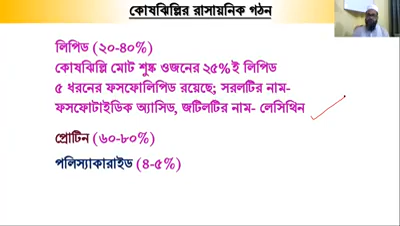 কোষঝিল্লির রাসায়নিক গঠন
লিপিড (২০-৪০%)
কোষঝিল্লি মোট শুষ্ক ওজনের ২৫%ই লিপিড
৫ ধরনের ফসফোলিপিড রয়েছে; সরলটির নাম-
ফসফোটাইডিক অ্যাসিড, জটিলটির নাম- লেসিথিন
প্রোটিন (৬০-৮০%)
পলিস্যাকারাইড (৪-৫%)